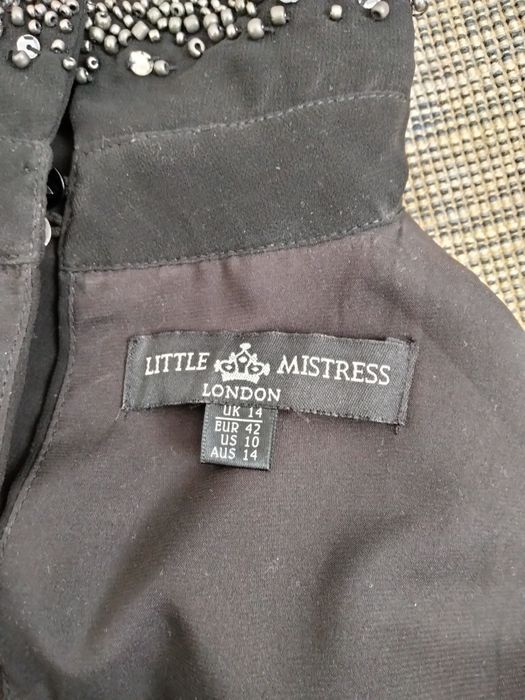 LITTLE MISTRESS
LONDON
UK 14
EUR 42
US 10
AUS 14